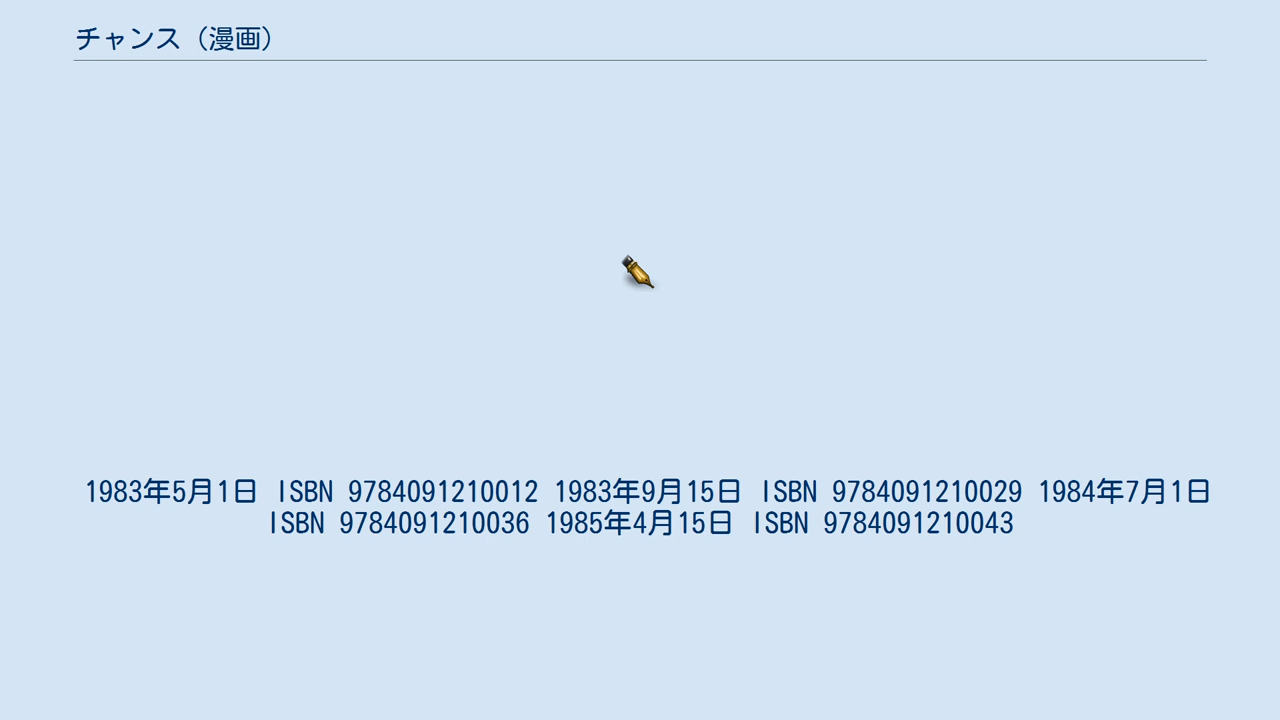 チャンス（漫画）
1983年5月1日 ISBN 9784091210012 1983年9月15日 ISBN 9784091210029 1984年7月1日
ISBN 9784091210036 1985年4月15日 ISBN 9784091210043